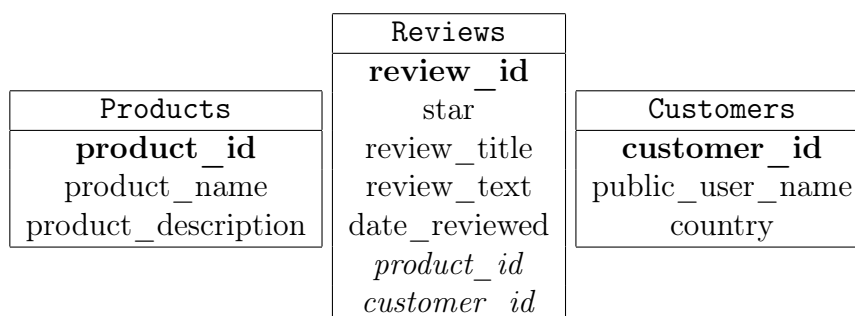 Products
product_id
product_name
product_description
Reviews
review_id
star
review_title
review_text
date_reviewed
product_id
customer_id
Customers
customer_id
public_user_name
country